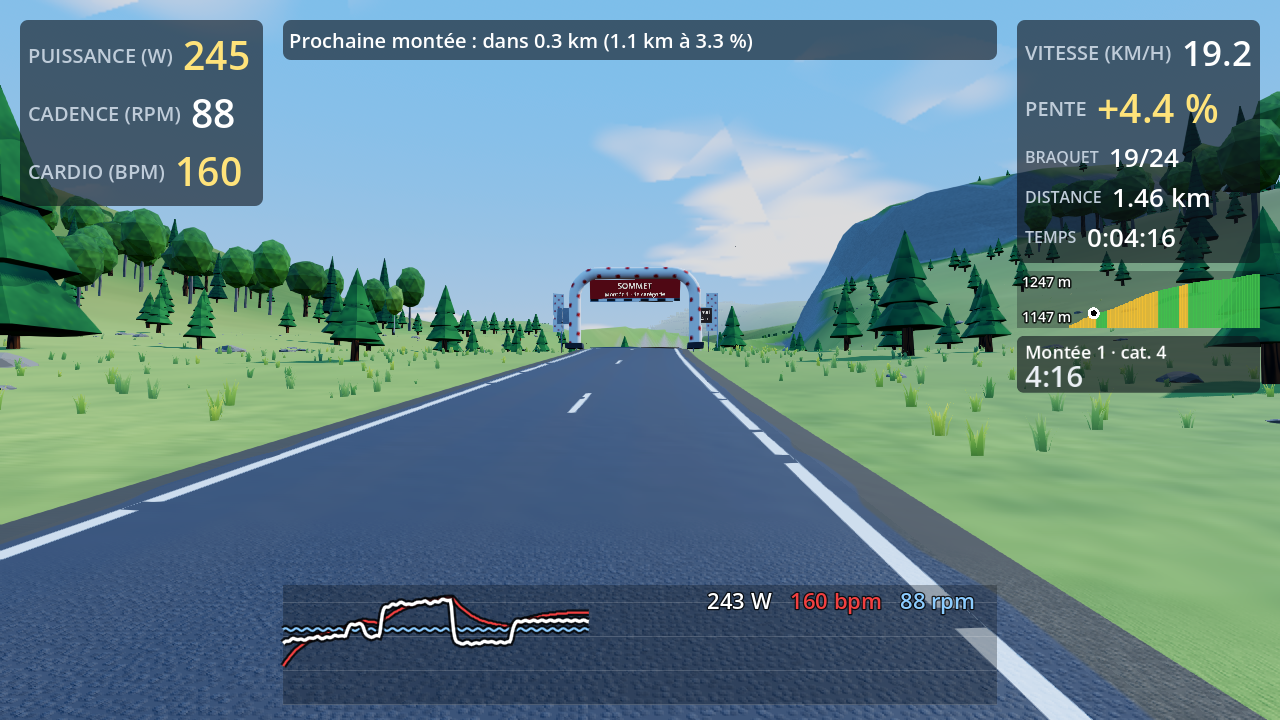 PUISSANCE (W) 245
CADENCE (RPM) 88
CARDIO (BPM) 160
Prochaine montée : dans 0.3 km (1.1 km à 3.3 %)
VITESSE (KM/H) 19.2
PENTE +4.4 %
BRAQUET 19/24
DISTANCE 1.46 km
TEMPS 0:04:16
1247 m
1147 m
Montée 1 · cat. 4
4:16
SOMMET
243 W 160 bpm 88 rpm